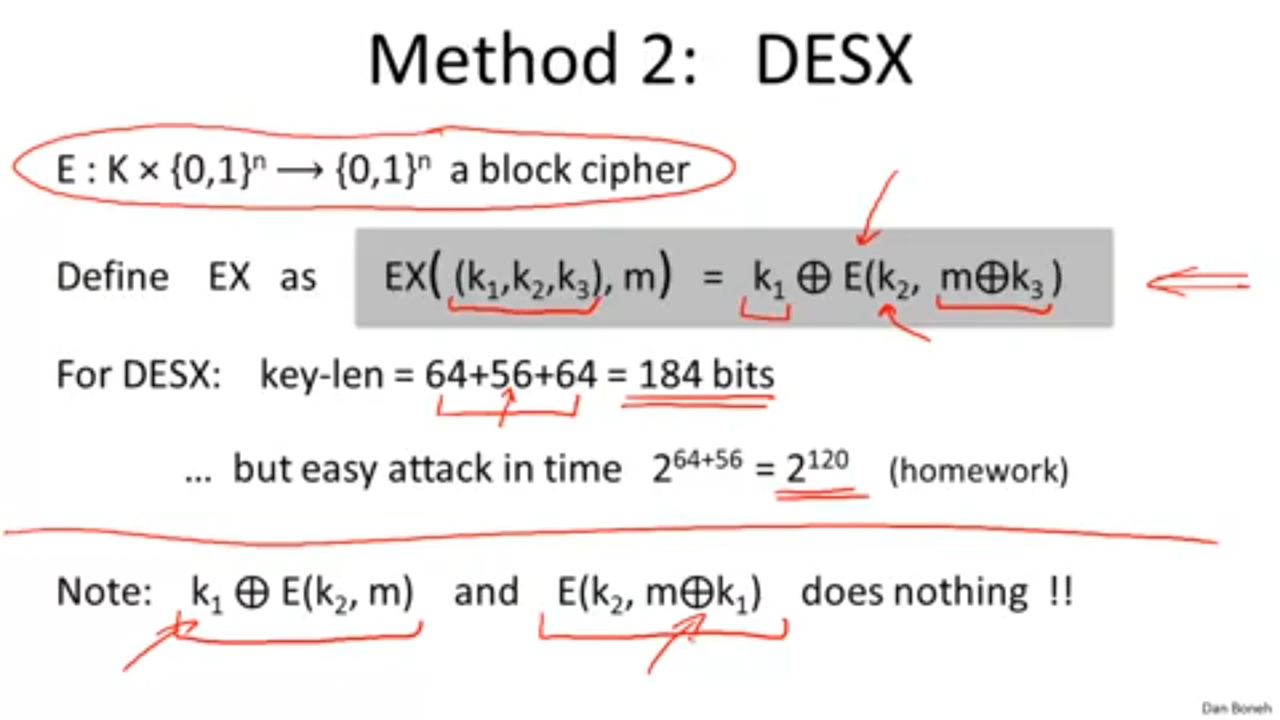 Method 2: DESX
E : K × {0,1}ⁿ ⟶ {0,1}ⁿ a block cipher
Define EX as EX( (k₁,k₂,k₃), m) = k₁ ⊕ E(k₂, m⊕k₃ )
For DESX: key-len = 64+56+64 = 184 bits
... but easy attack in time 2⁶⁴⁺⁵⁶ = 2¹²⁰ (homework)
Note: k₁ ⊕ E(k₂, m) and E(k₂, m⊕k₁) does nothing !!
Dan Boneh